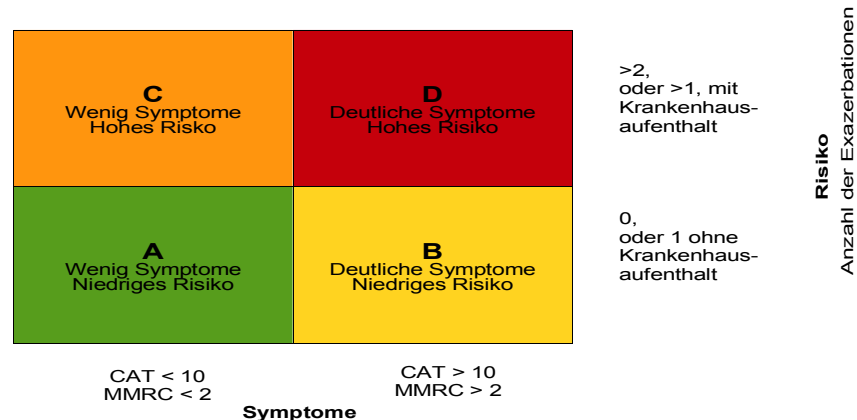 C
Wenig Symptome
Hohes Risko
D
Deutliche Symptome
Hohes Risiko
>2,
oder >1, mit
Krankenhaus-
aufenthalt
A
Wenig Symptome
Niedriges Risiko
B
Deutliche Symptome
Niedriges Risiko
0,
oder 1 ohne
Krankenhaus-
aufenthalt
Risiko
Anzahl der Exazerbationen
CAT < 10
MMRC < 2
CAT > 10
MMRC > 2
Symptome